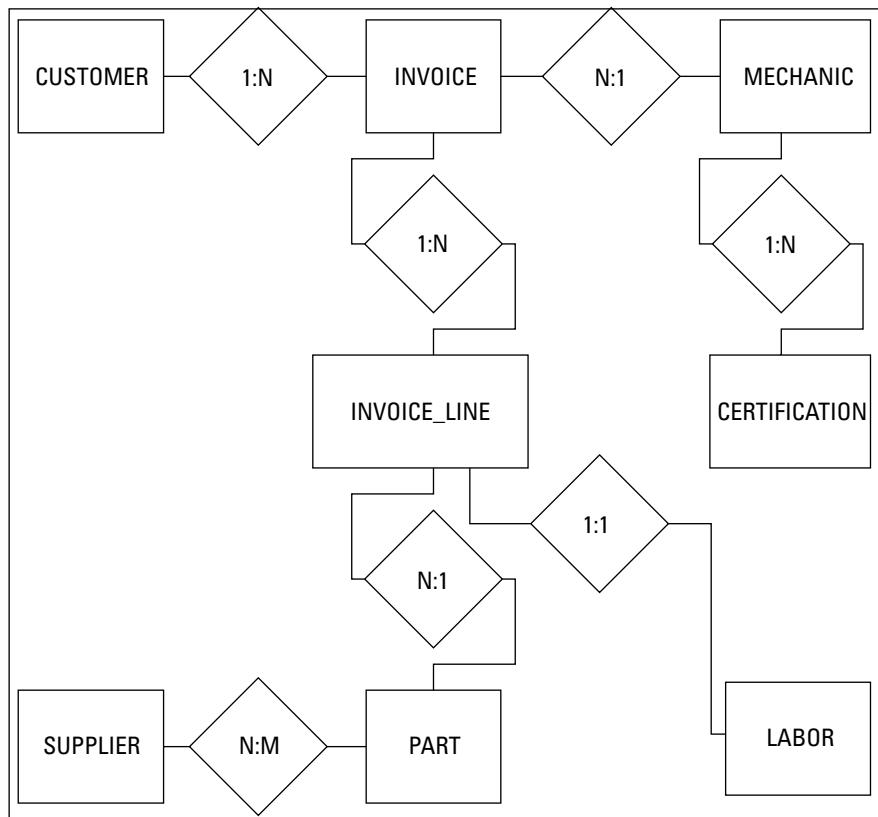 CUSTOMER
1:N
INVOICE
N:1
MECHANIC
1:N
1:N
INVOICE_LINE
CERTIFICATION
1:1
N:1
SUPPLIER
N:M
PART
LABOR